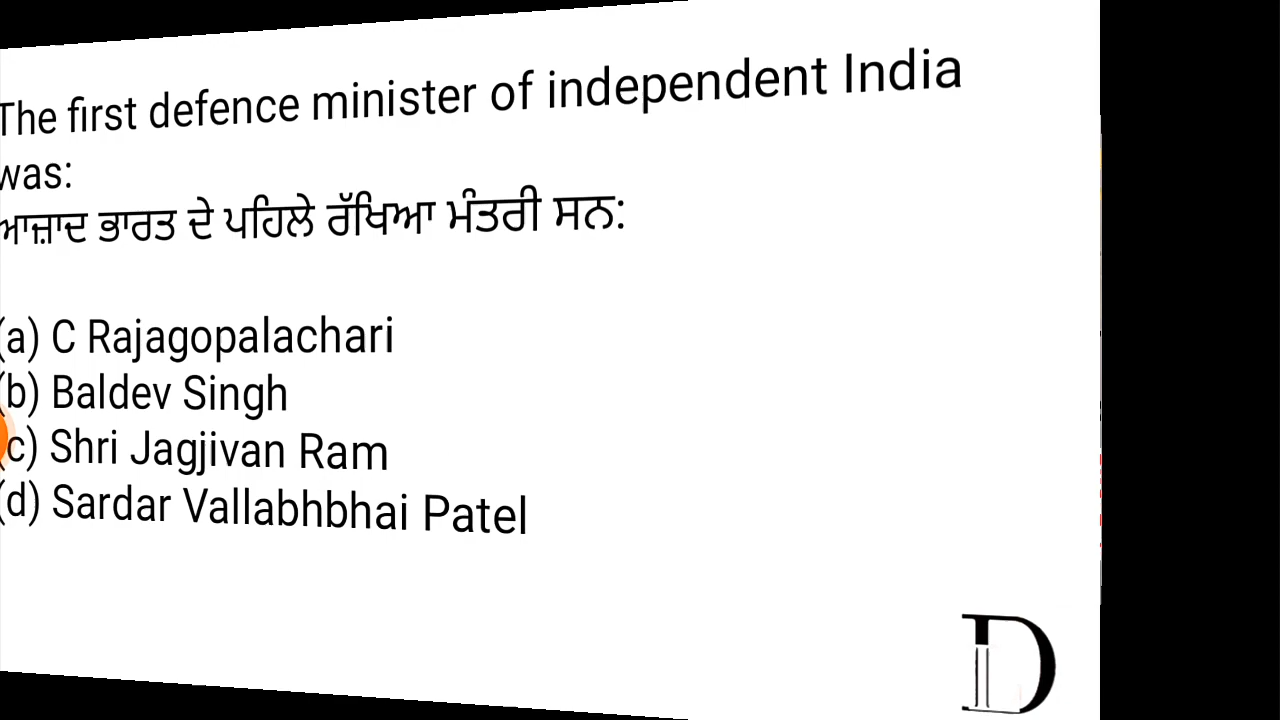 The first defence minister of independent India
was:
ਆਜ਼ਾਦ ਭਾਰਤ ਦੇ ਪਹਿਲੇ ਰੱਖਿਆ ਮੰਤਰੀ ਸਨ:
(a) C Rajagopalachari
(b) Baldev Singh
(c) Shri Jagjivan Ram
(d) Sardar Vallabhbhai Patel
D